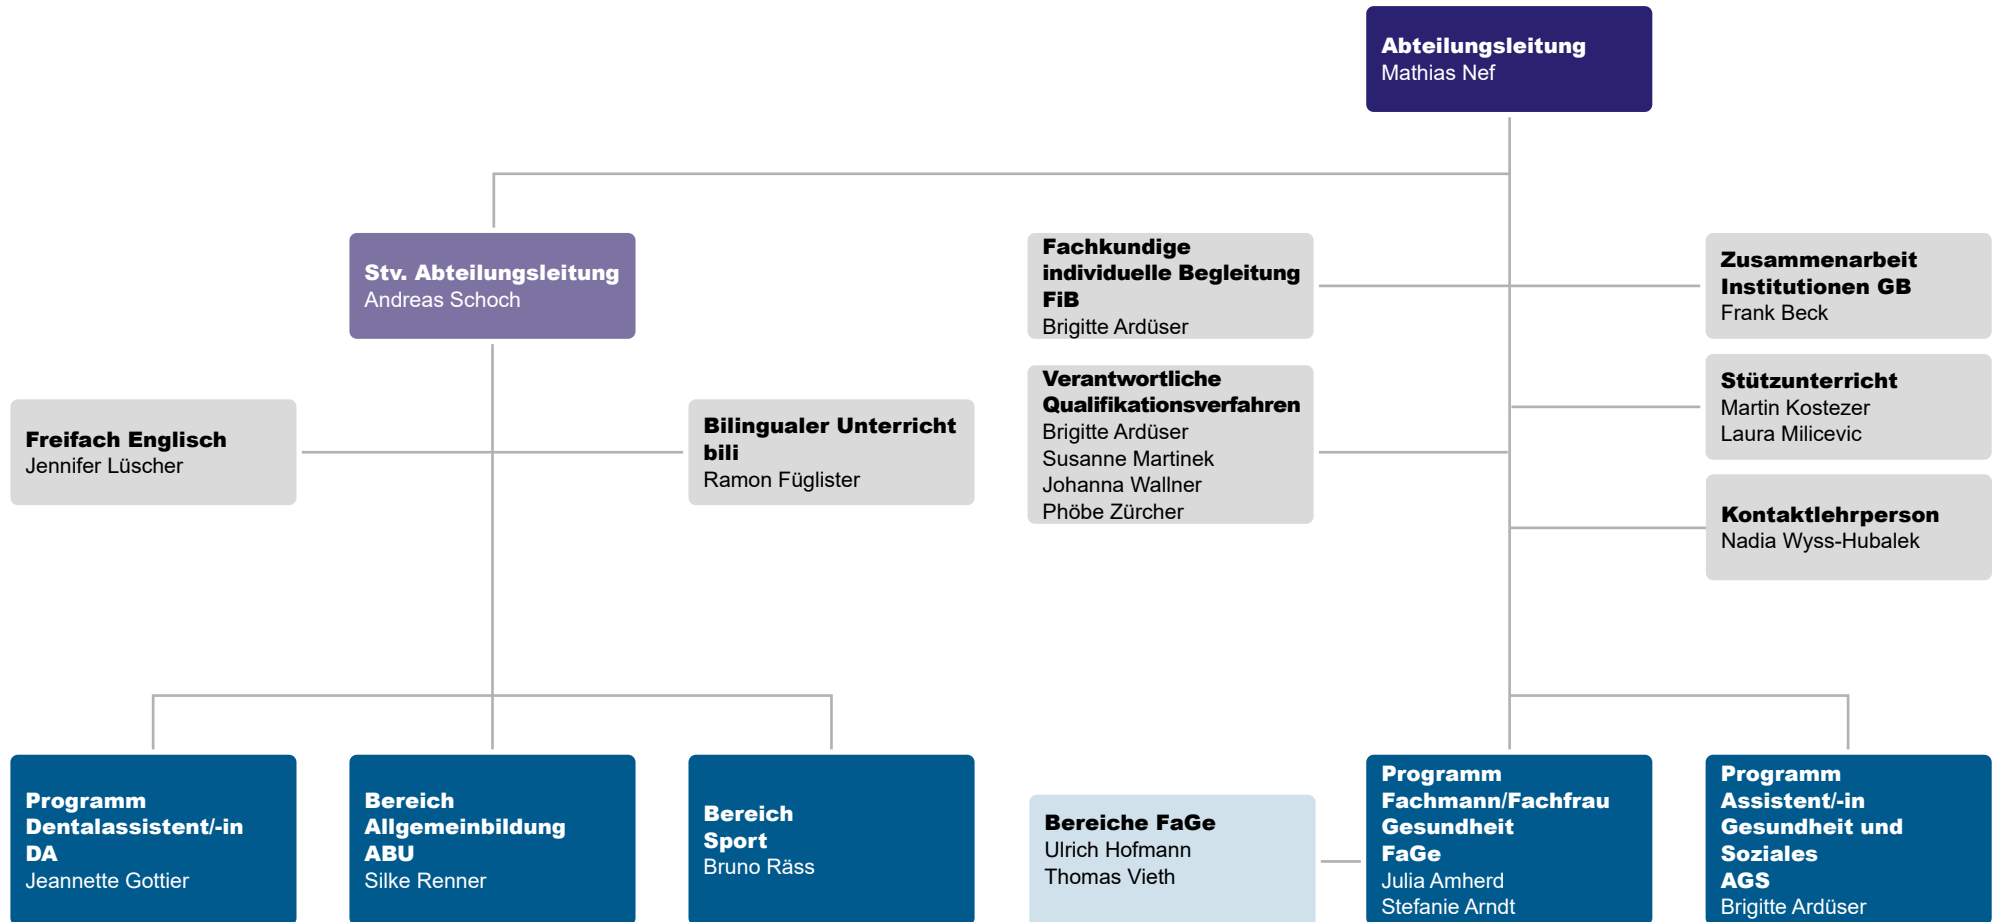 Abteilungsleitung
Mathias Nef
Stv. Abteilungsleitung
Andreas Schoch
Fachkundige
individuelle Begleitung
FiB
Brigitte Ardüser
Zusammenarbeit
Institutionen GB
Frank Beck
Verantwortliche
Qualifikationsverfahren
Brigitte Ardüser
Susanne Martinek
Johanna Wallner
Phöbe Zürcher
Stützunterricht
Martin Kostezer
Laura Milicevic
Freifach Englisch
Jennifer Lüscher
Bilingualer Unterricht
bili
Ramon Füglister
Kontaktlehrperson
Nadia Wyss-Hubalek
Programm
Dentalassistent/-in
DA
Jeannette Gottier
Bereich
Allgemeinbildung
ABU
Silke Renner
Bereich
Sport
Bruno Räss
Bereiche FaGe
Ulrich Hofmann
Thomas Vieth
Programm
Fachmann/Fachfrau
Gesundheit
FaGe
Julia Amherd
Stefanie Arndt
Programm
Assistent/-in
Gesundheit und
Soziales
AGS
Brigitte Ardüser